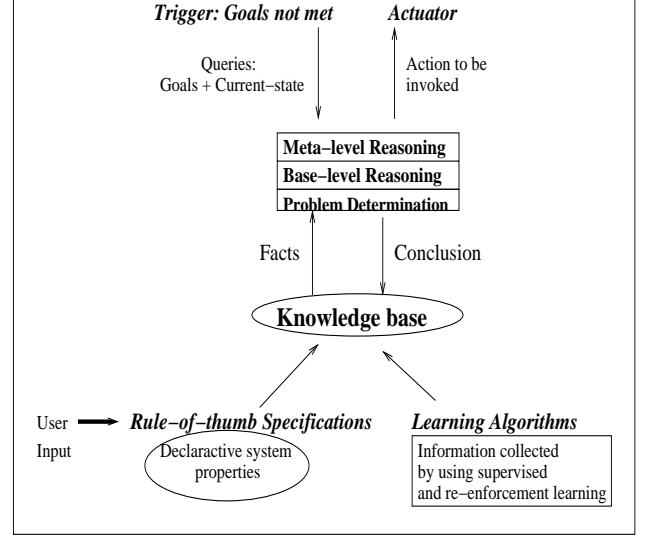 Trigger: Goals not met
Actuator
Queries:
Goals + Current−state
Action to be
invoked
Meta−level Reasoning
Base−level Reasoning
Problem Determination
Facts
Conclusion
Knowledge base
User
Input
Rule−of−thumb Specifications
Declaractive system
properties
Learning Algorithms
Information collected
by using supervised
and re−enforcement learning